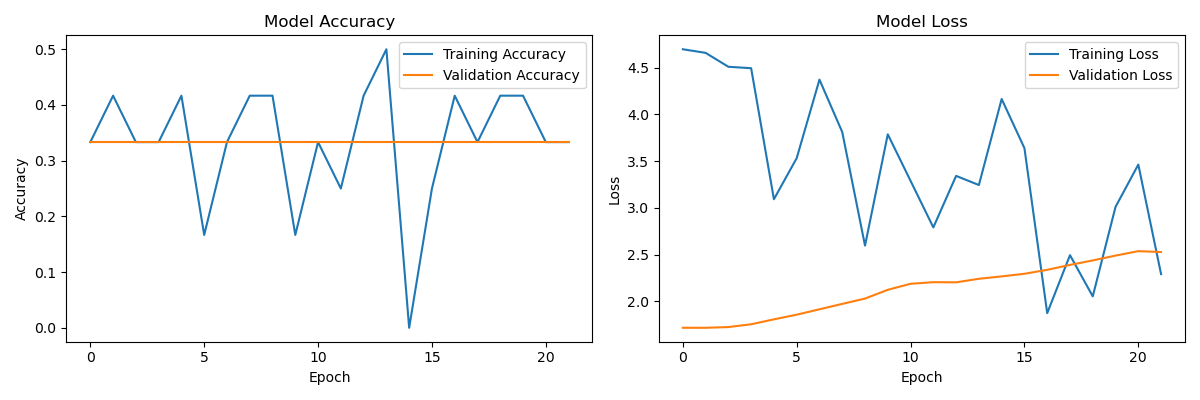 Model Accuracy
Training Accuracy
Validation Accuracy
0.5
0.4
0.3
0.2
0.1
0.0
Accuracy
0 5 10 15 20
Epoch
Model Loss
Training Loss
Validation Loss
4.5
4.0
3.5
3.0
2.5
2.0
Loss
0 5 10 15 20
Epoch